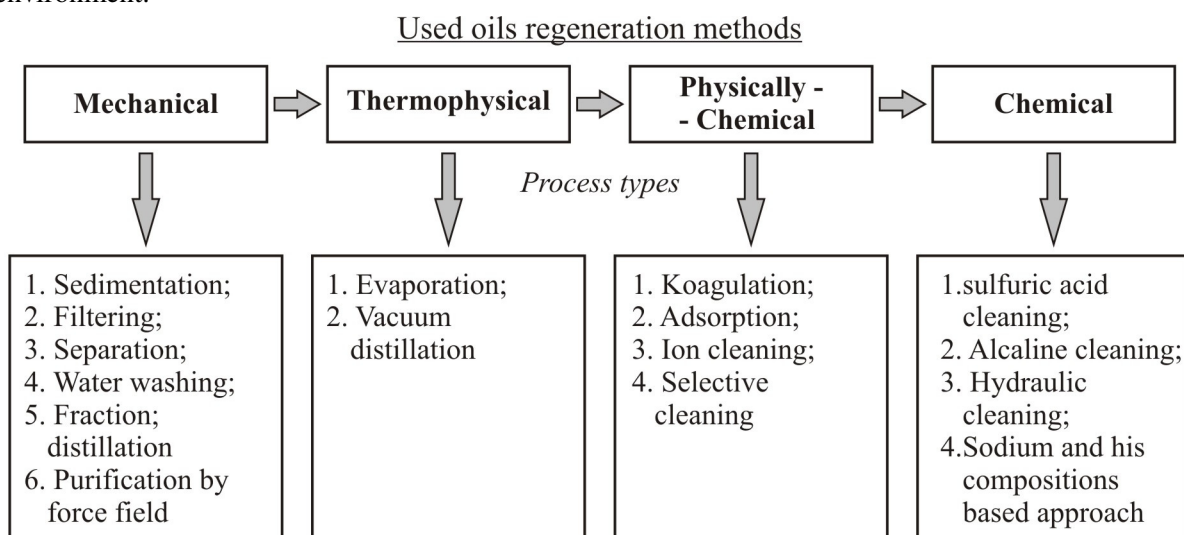 environment.
Used oils regeneration methods
Mechanical
Thermophysical
Physically -
- Chemical
Chemical
Process types
1. Sedimentation;
2. Filtering;
3. Separation;
4. Water washing;
5. Fraction;
distillation
6. Purification by
force field
1. Evaporation;
2. Vacuum
distillation
1. Koagulation;
2. Adsorption;
3. Ion cleaning;
4. Selective
cleaning
1.sulfuric acid
cleaning;
2. Alcaline cleaning;
3. Hydraulic
cleaning;
4.Sodium and his
compositions
based approach